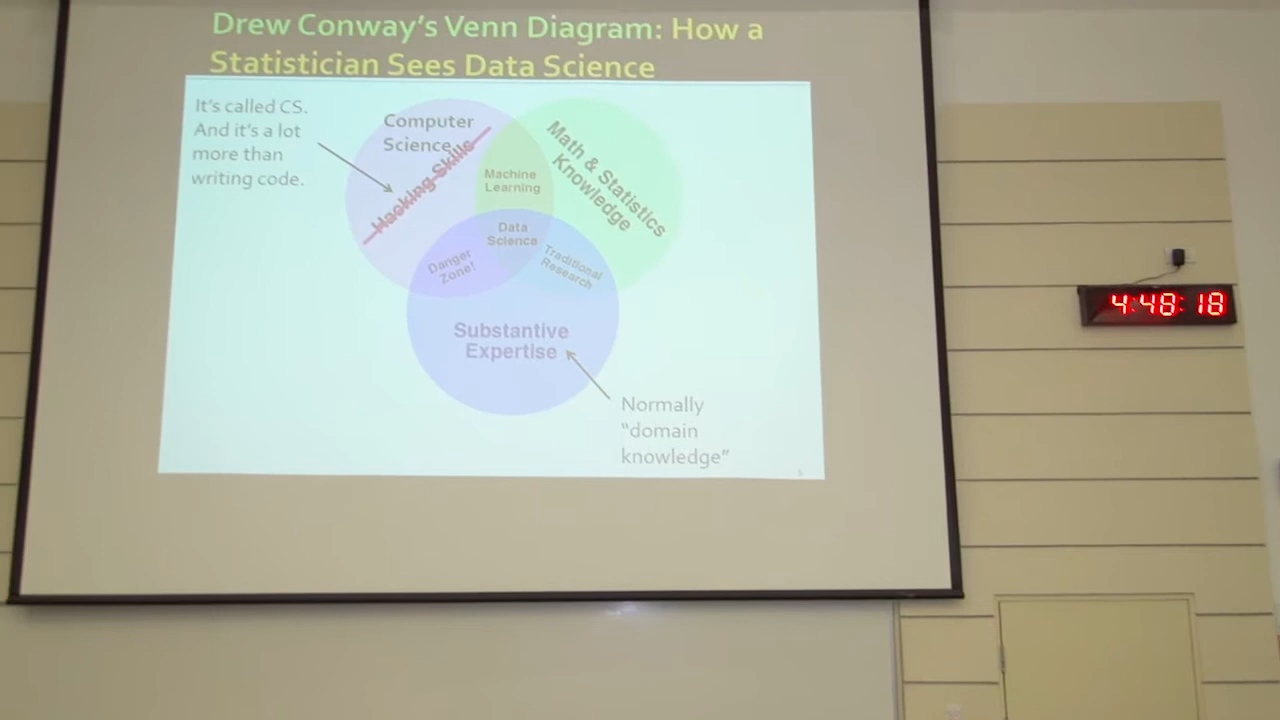 Drew Conway's Venn Diagram: How a
Statistician Sees Data Science
It's called CS.
And it's a lot
more than
writing code.
Computer
Science
Hacking Skills
Math & Statistics
Knowledge
Machine
Learning
Data
Science
Danger
Zone!
Traditional
Research
Substantive
Expertise
Normally
“domain
knowledge”
5
4:48:18